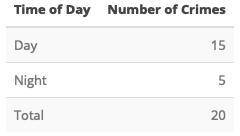 Time of Day Number of Crimes
Day 15
Night 5
Total 20